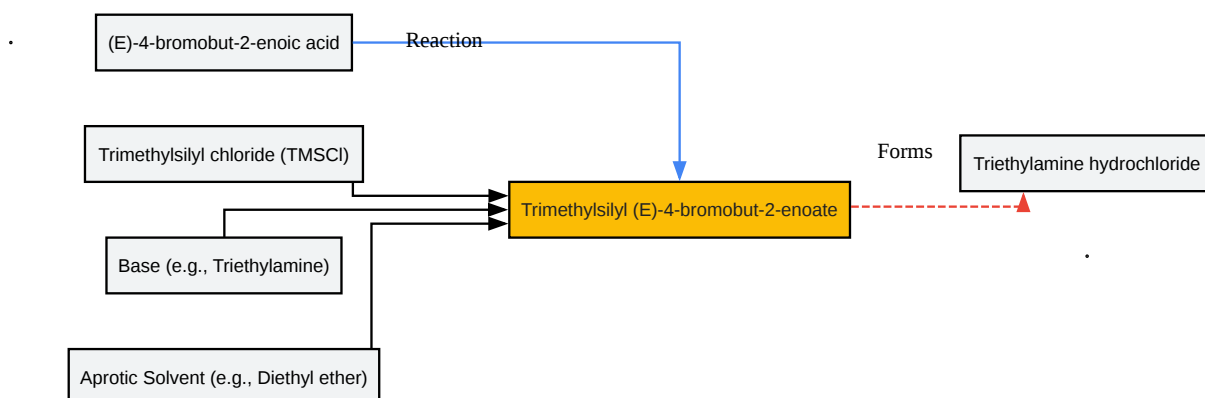 (E)-4-bromobut-2-enoic acid
Reaction
Trimethylsilyl chloride (TMSCl)
Forms
Triethylamine hydrochloride
Trimethylsilyl (E)-4-bromobut-2-enoate
Base (e.g., Triethylamine)
Aprotic Solvent (e.g., Diethyl ether)